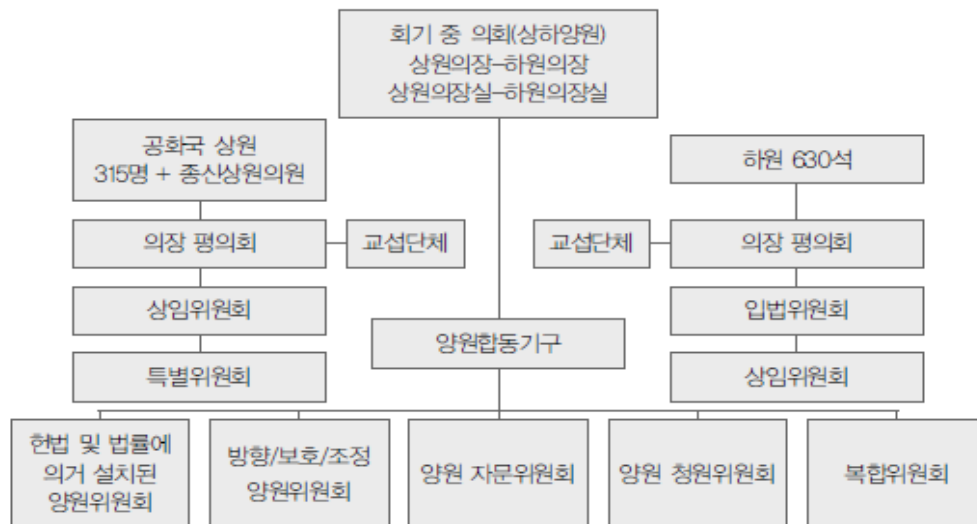 회기 중 의회(상하양원)
상원의장–하원의장
상원의장실–하원의장실
공화국 상원
315명 + 종신상원의원
하원 630석
의장 평의회
교섭단체
교섭단체
의장 평의회
상임위원회
입법위원회
양원합동기구
특별위원회
상임위원회
헌법 및 법률에
의거 설치된
양원위원회
방향/보호/조정
양원위원회
양원 자문위원회
양원 청원위원회
복합위원회